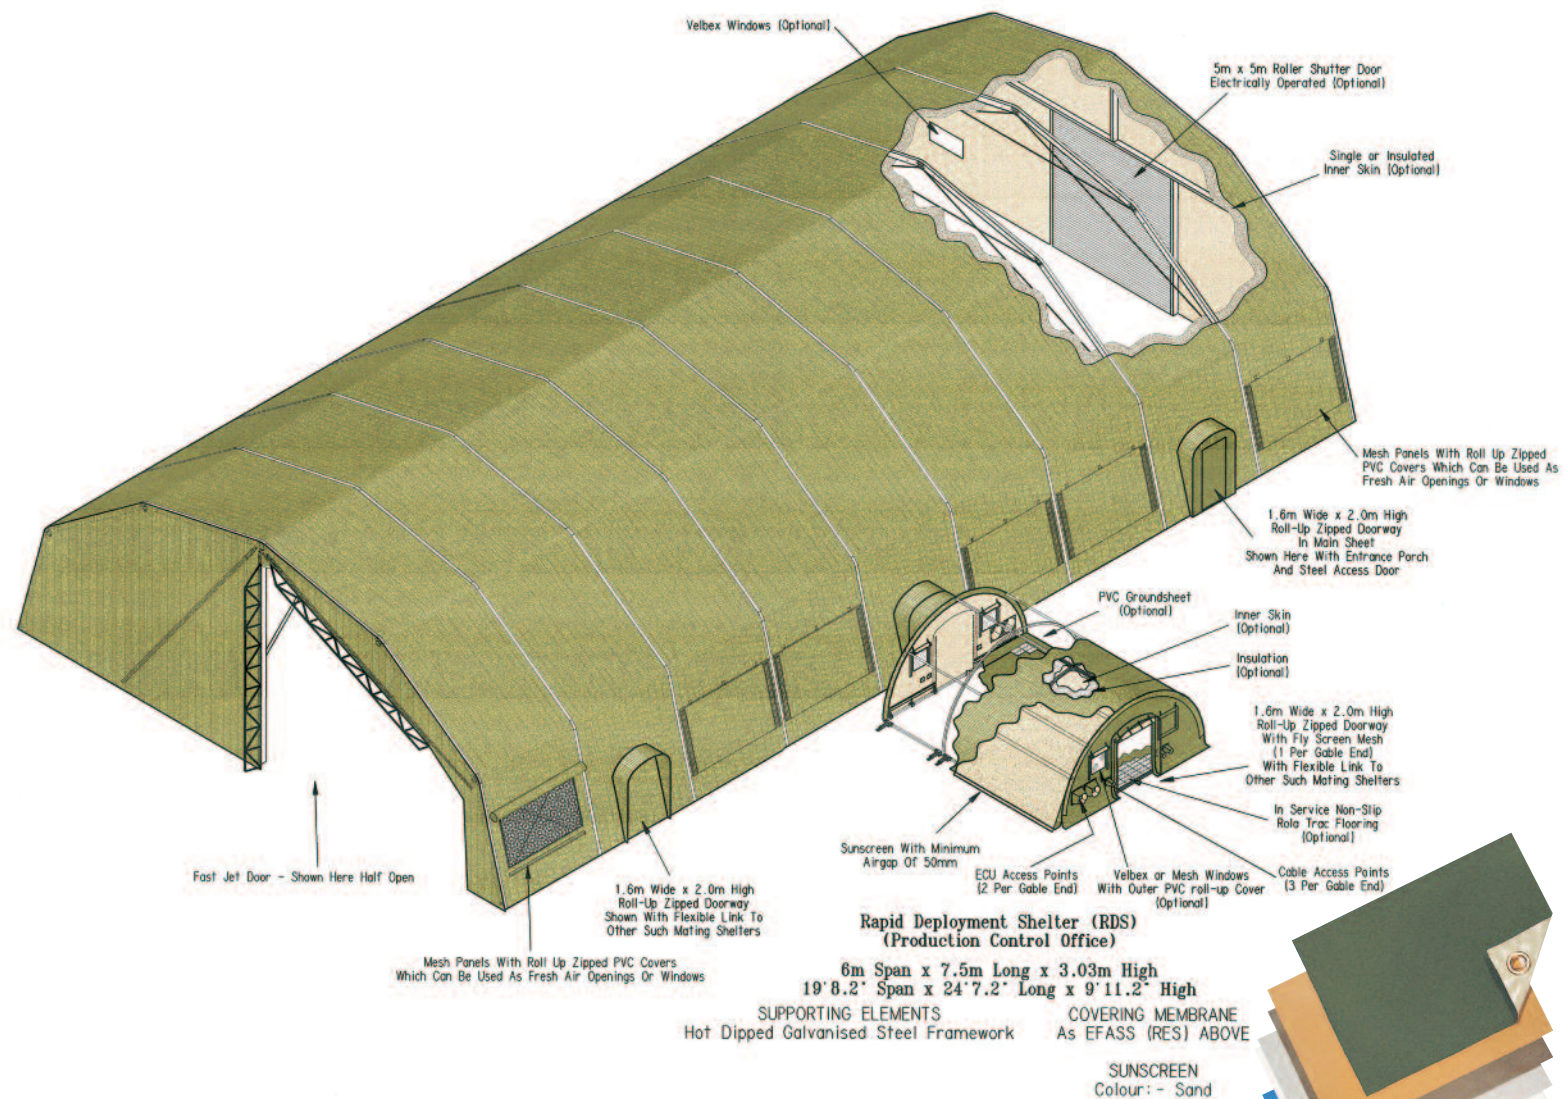 Velbex Windows (Optional)
5m x 5m Roller Shutter Door
Electrically Operated (Optional)
Single or Insulated
Inner Skin (Optional)
Mesh Panels With Roll Up Zipped
PVC Covers Which Can Be Used As
Fresh Air Openings Or Windows
1.6m Wide x 2.0m High
Roll-Up Zipped Doorway
In Main Sheet
Shown Here With Entrance Porch
And Steel Access Door
PVC Groundsheet
(Optional)
Inner Skin
(Optional)
Insulation
(Optional)
1.6m Wide x 2.0m High
Roll-Up Zipped Doorway
With Fly Screen Mesh
(1 Per Gable End)
With Flexible Link To
Other Such Mating Shelters
In Service Non-Slip
Rola Trac Flooring
(Optional)
Cable Access Points
(3 Per Gable End)
Velbex or Mesh Windows
With Outer PVC roll-up Cover
(Optional)
ECU Access Points
(2 Per Gable End)
Sunscreen With Minimum
Airgap Of 50mm
Fast Jet Door - Shown Here Half Open
1.6m Wide x 2.0m High
Roll-Up Zipped Doorway
Shown With Flexible Link To
Other Such Mating Shelters
Mesh Panels With Roll Up Zipped PVC Covers
Which Can Be Used As Fresh Air Openings Or Windows
Rapid Deployment Shelter (RDS)
(Production Control Office)
6m Span x 7.5m Long x 3.03m High
19'8.2" Span x 24'7.2" Long x 9'11.2" High
SUPPORTING ELEMENTS
Hot Dipped Galvanised Steel Framework
COVERING MEMBRANE
As EFASS (RES) ABOVE
SUNSCREEN
Colour: - Sand